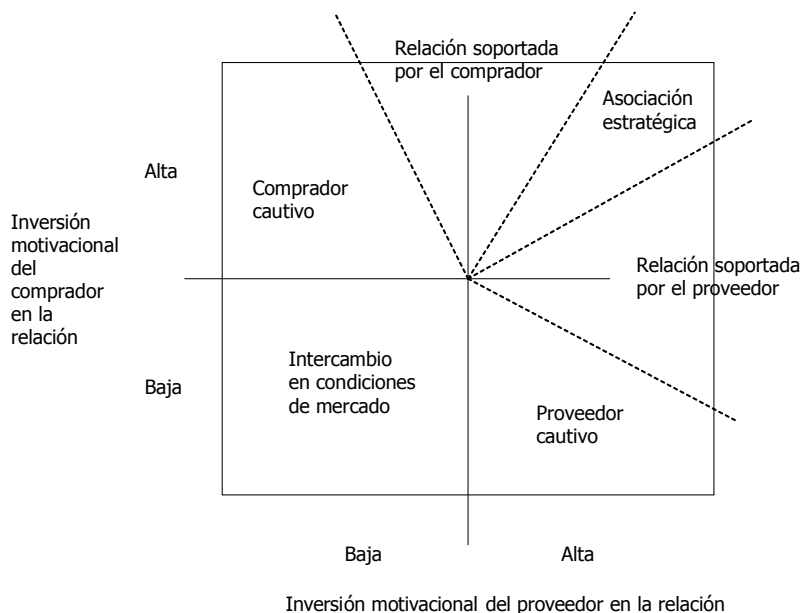 Relación soportada
por el comprador
Asociación
estratégica
Alta
Comprador
cautivo
Inversión
motivacional
del
comprador
en la
relación
Relación soportada
por el proveedor
Intercambio
en condiciones
de mercado
Baja
Proveedor
cautivo
Baja
Alta
Inversión motivacional del proveedor en la relación